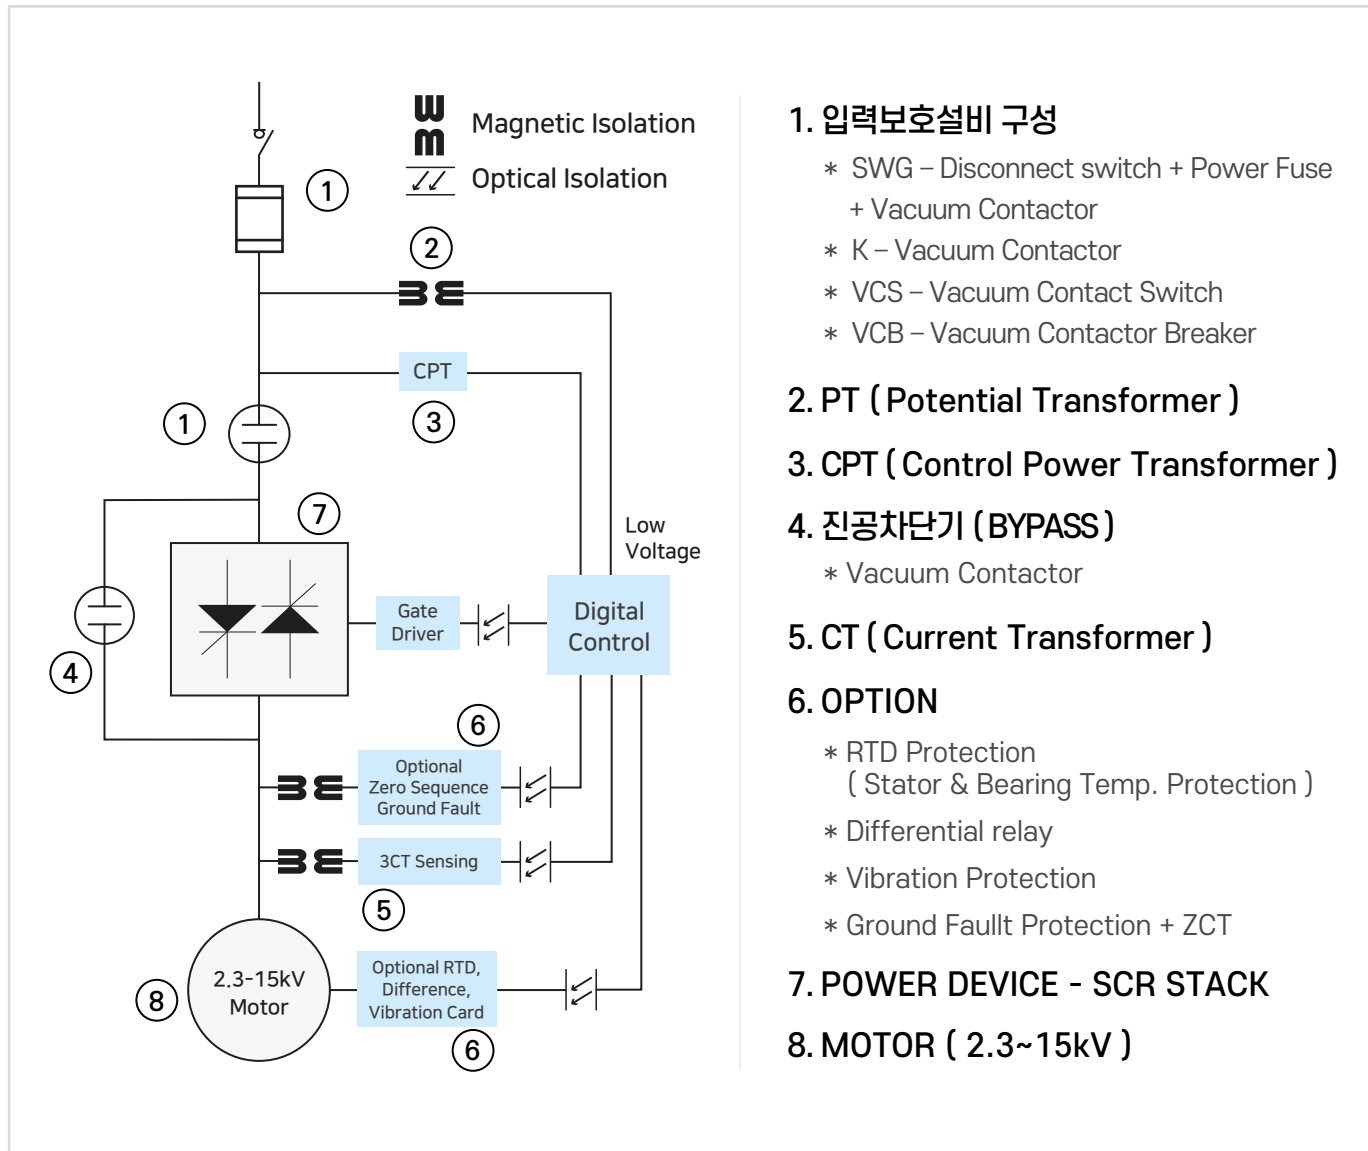 Magnetic Isolation
Optical Isolation
1
2
CPT
3
1
7
Low
Voltage
Gate
Driver
Digital
Control
4
6
Optional
Zero Sequence
Ground Fault
3CT Sensing
5
2.3-15kV
Motor
8
Optional RTD,
Difference,
Vibration Card
6
1. 입력보호설비 구성
* SWG – Disconnect switch + Power Fuse
+ Vacuum Contactor
* K – Vacuum Contactor
* VCS – Vacuum Contact Switch
* VCB – Vacuum Contactor Breaker
2. PT ( Potential Transformer )
3. CPT ( Control Power Transformer )
4. 진공차단기 ( BYPASS )
* Vacuum Contactor
5. CT ( Current Transformer )
6. OPTION
* RTD Protection
( Stator & Bearing Temp. Protection )
* Differential relay
* Vibration Protection
* Ground Faullt Protection + ZCT
7. POWER DEVICE - SCR STACK
8. MOTOR ( 2.3~15kV )